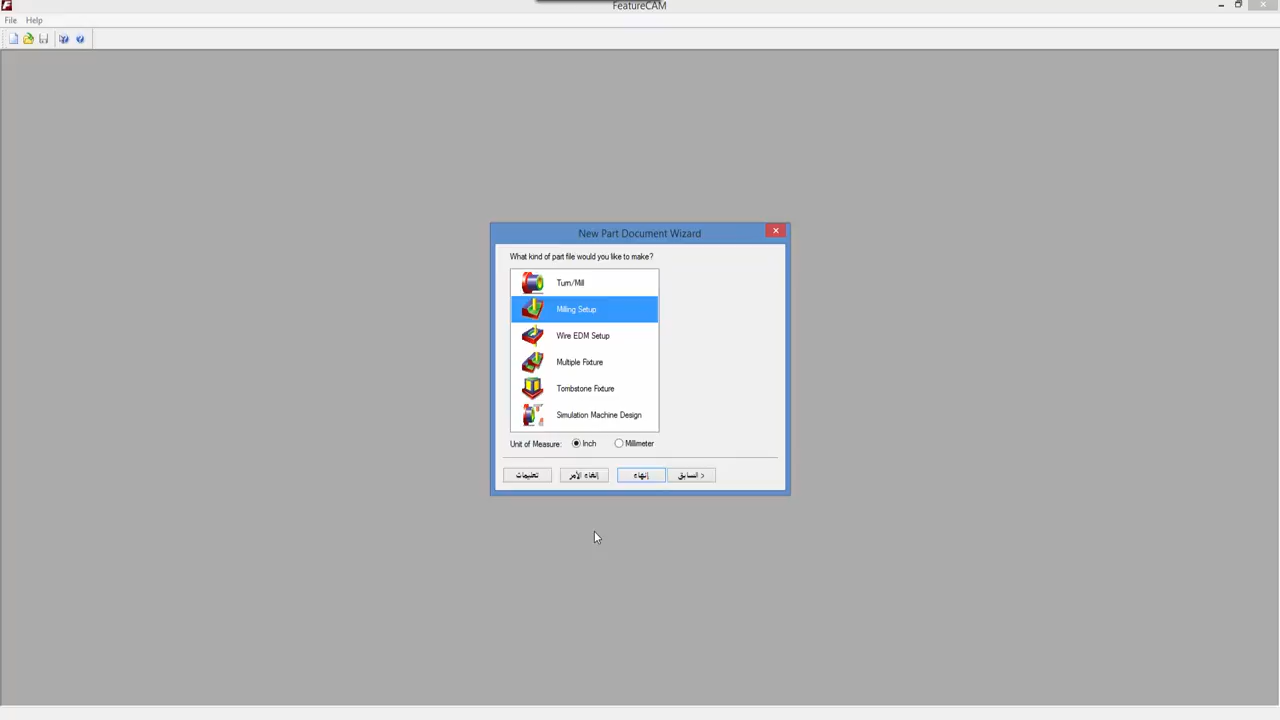 FeatureCAM
File Help
New Part Document Wizard
What kind of part file would you like to make?
Turn/Mill
Milling Setup
Wire EDM Setup
Multiple Fixture
Tombstone Fixture
Simulation Machine Design
Unit of Measure: Inch Millimeter
تعليمات إلغاء الأمر إنهاء < السابق